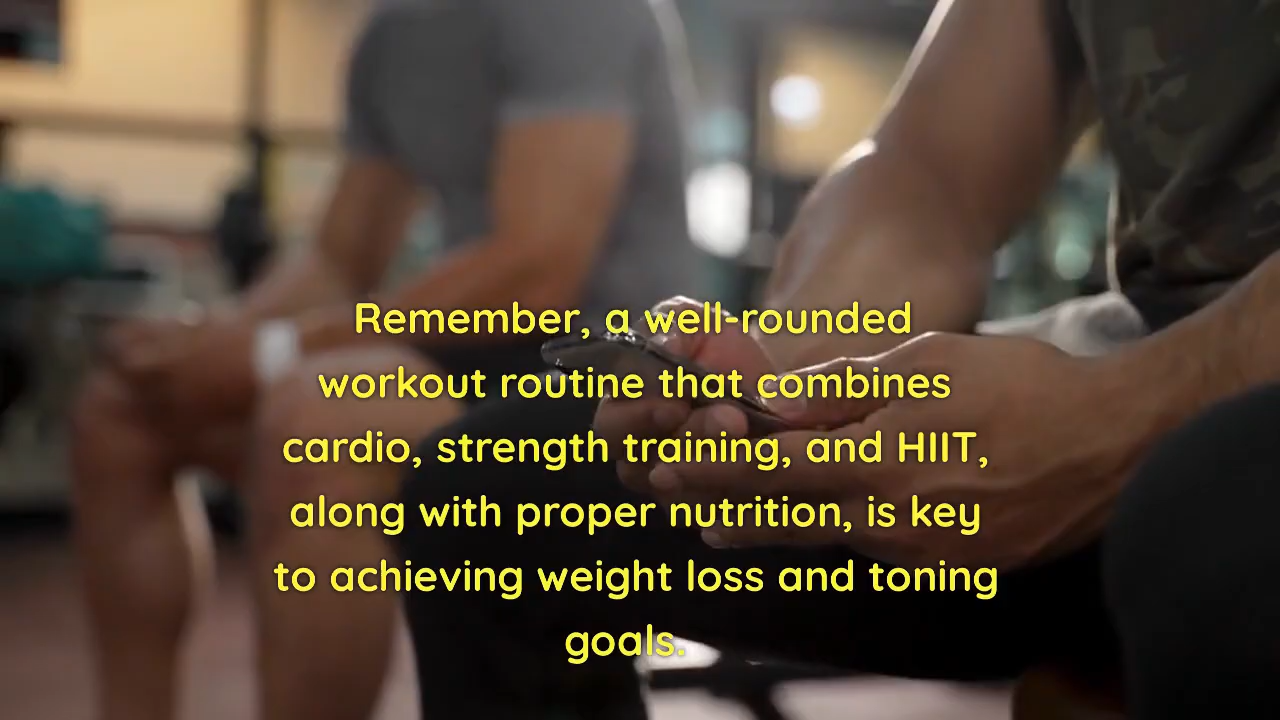 Remember, a well-rounded
workout routine that combines
cardio, strength training, and HIIT,
along with proper nutrition, is key
to achieving weight loss and toning
goals.